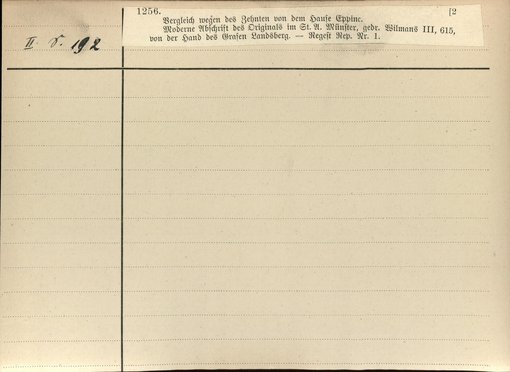 1256. [2
Vergleich wegen des Zehnten von dem Hause Eppinc.
Moderne Abschrift des Originals im St. A. Münster, gedr. Wilmans III, 615,
von der Hand des Grafen Landsberg. — Regest Rep. Nr. 1.
II 192